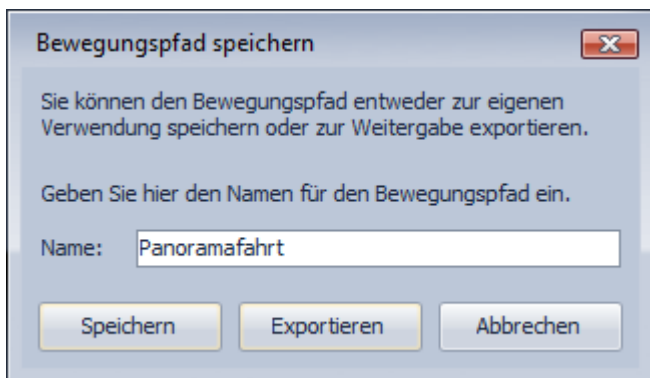 Bewegungspfad speichern
Sie können den Bewegungspfad entweder zur eigenen
Verwendung speichern oder zur Weitergabe exportieren.
Geben Sie hier den Namen für den Bewegungspfad ein.
Name: Panoramafahrt
Speichern Exportieren Abbrechen